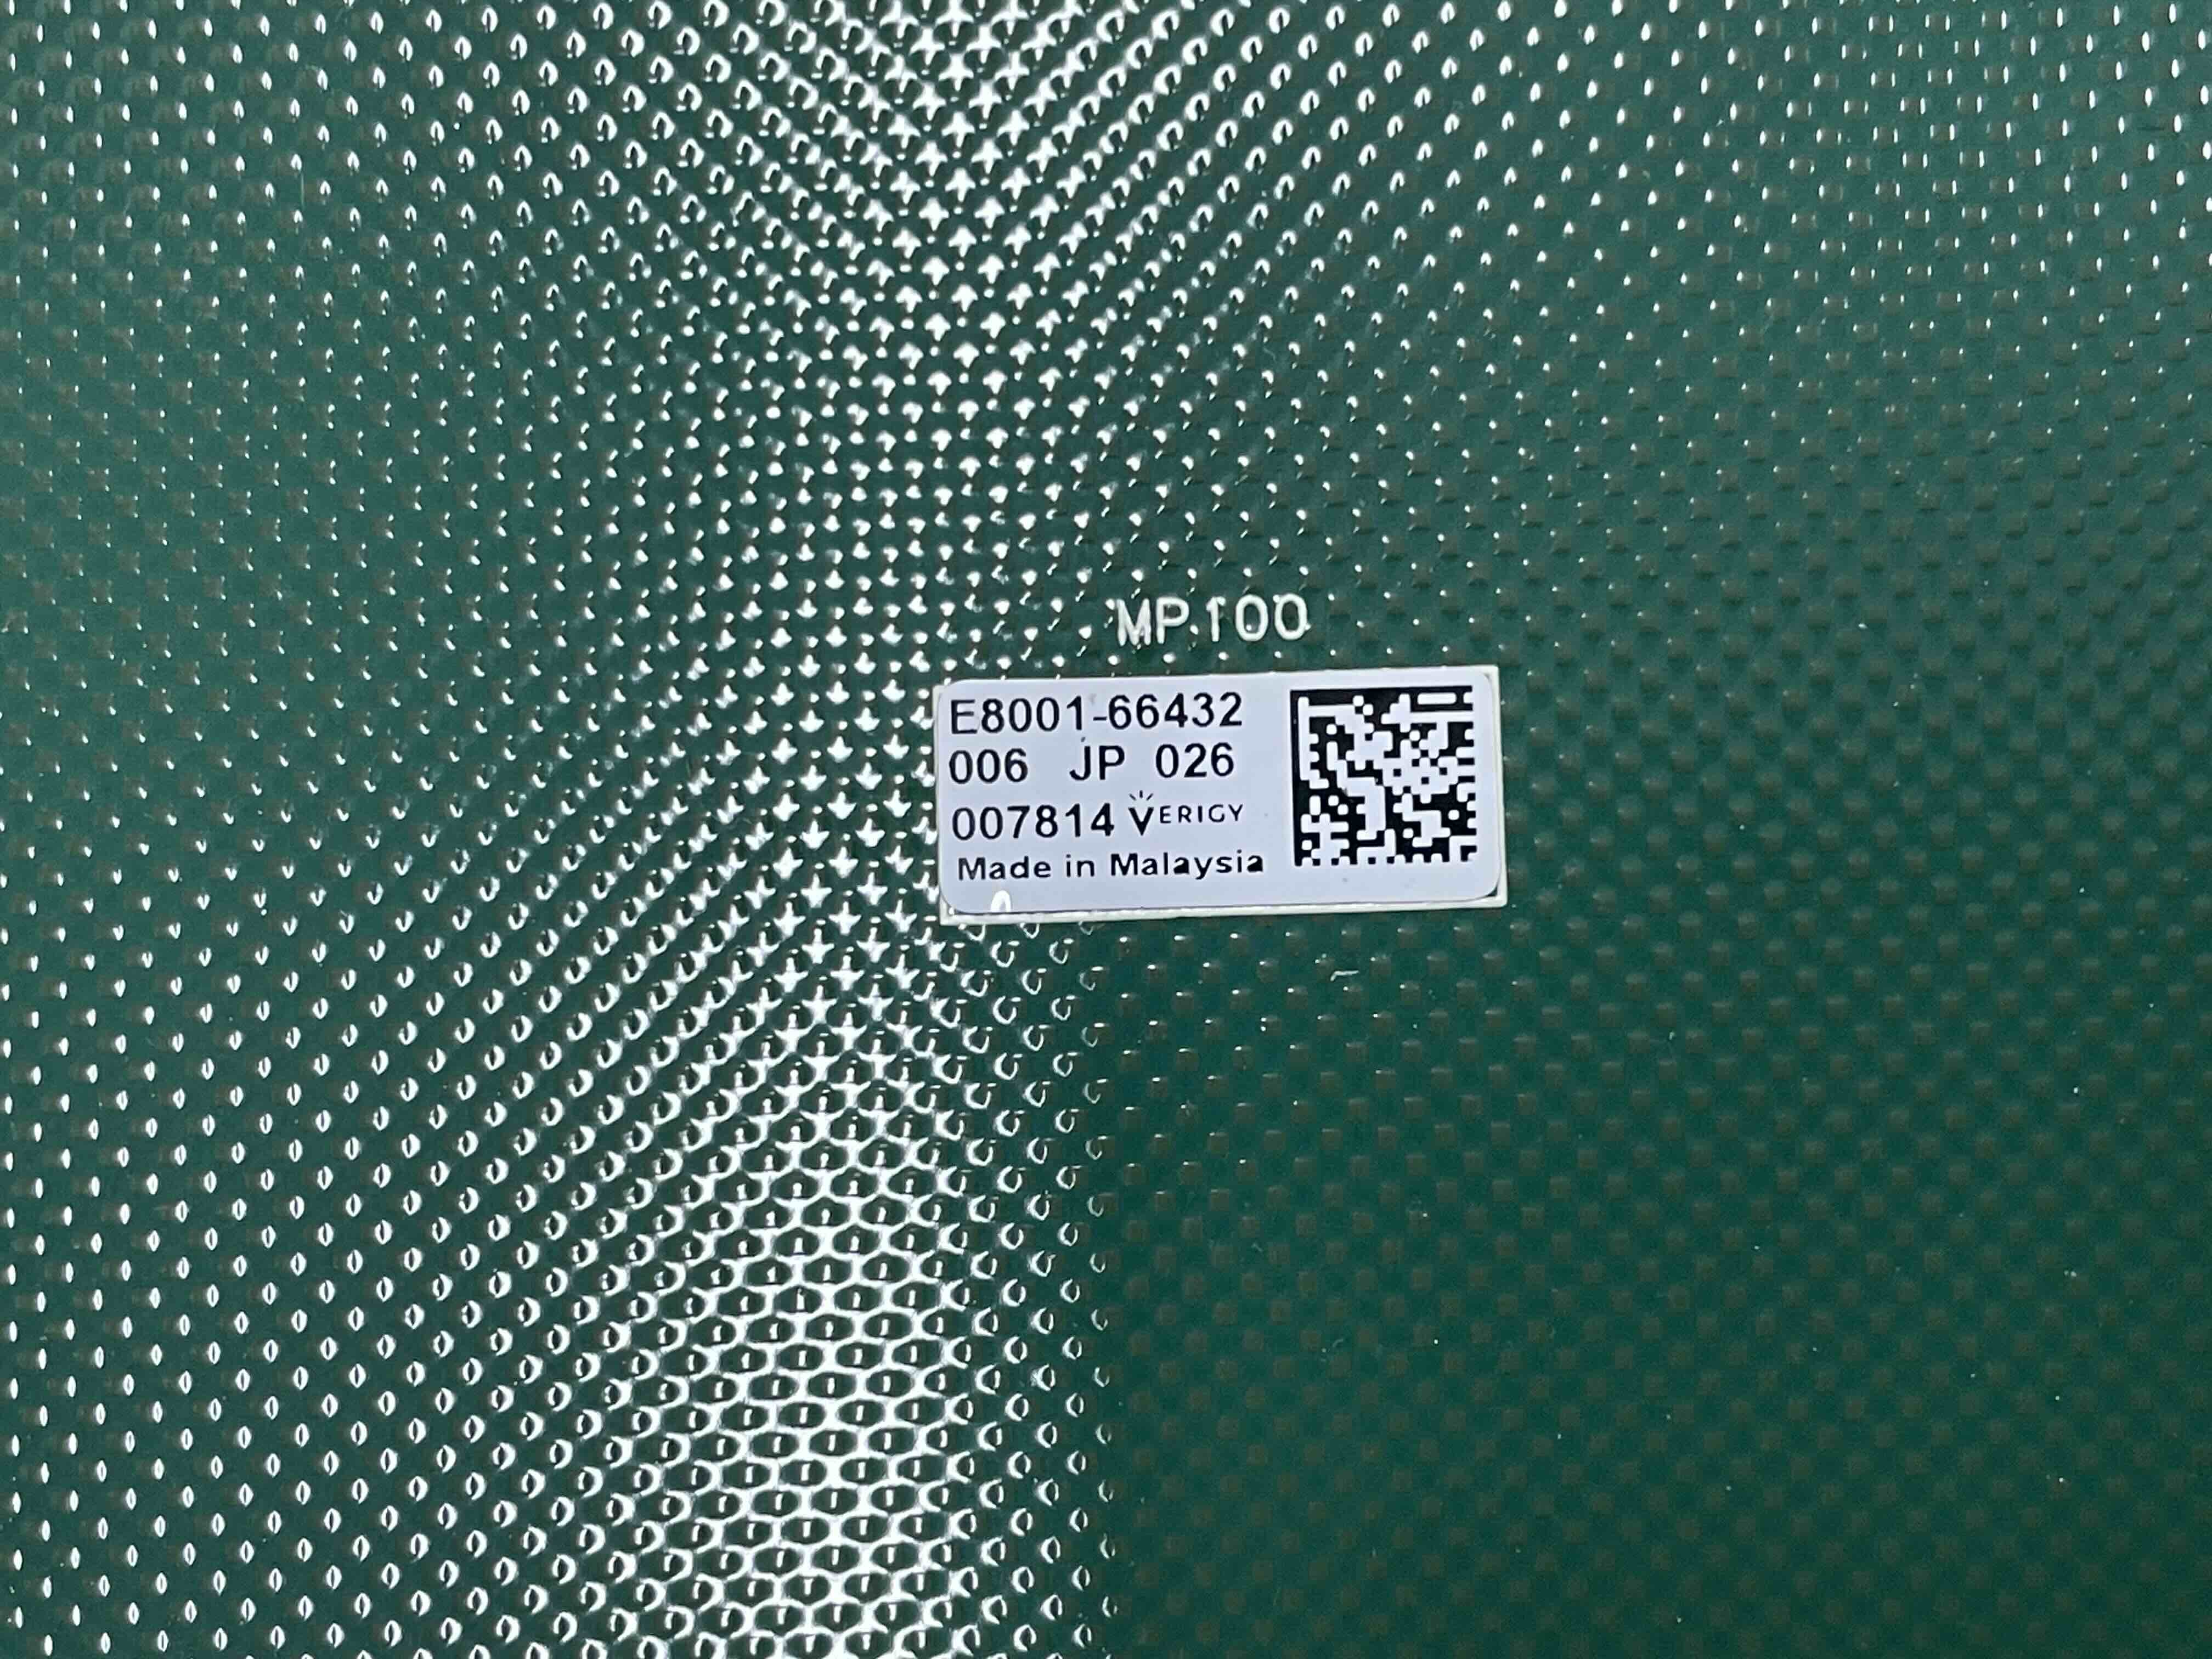 MP100
E8001-66432
006 JP 026
007814 VERIGY
Made in Malaysia